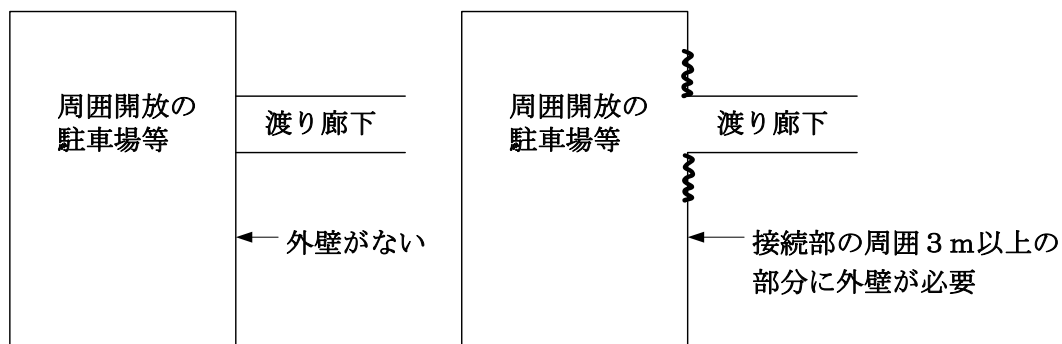 周囲開放の
駐車場等
渡り廊下
外壁がない
周囲開放の
駐車場等
渡り廊下
接続部の周囲３ｍ以上の
部分に外壁が必要